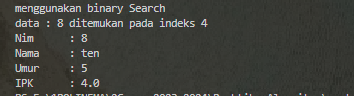 menggunakan binary Search
data : 8 ditemukan pada indeks 4
Nim : 8
Nama : ten
Umur : 5
IPK : 4.0